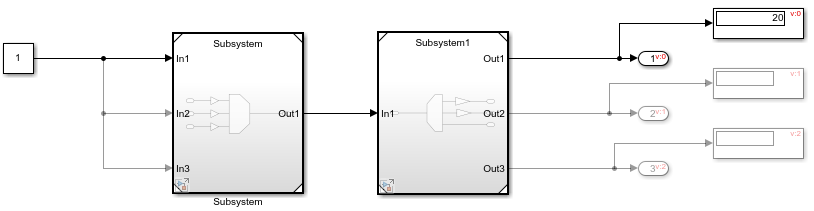 20 v:0
Subsystem
Subsystem1
1
In1
Out1
1 v:0
v:1
In2
Out1
In1
Out2
2 v:1
v:2
In3
Out3
3 v:2
Subsystem